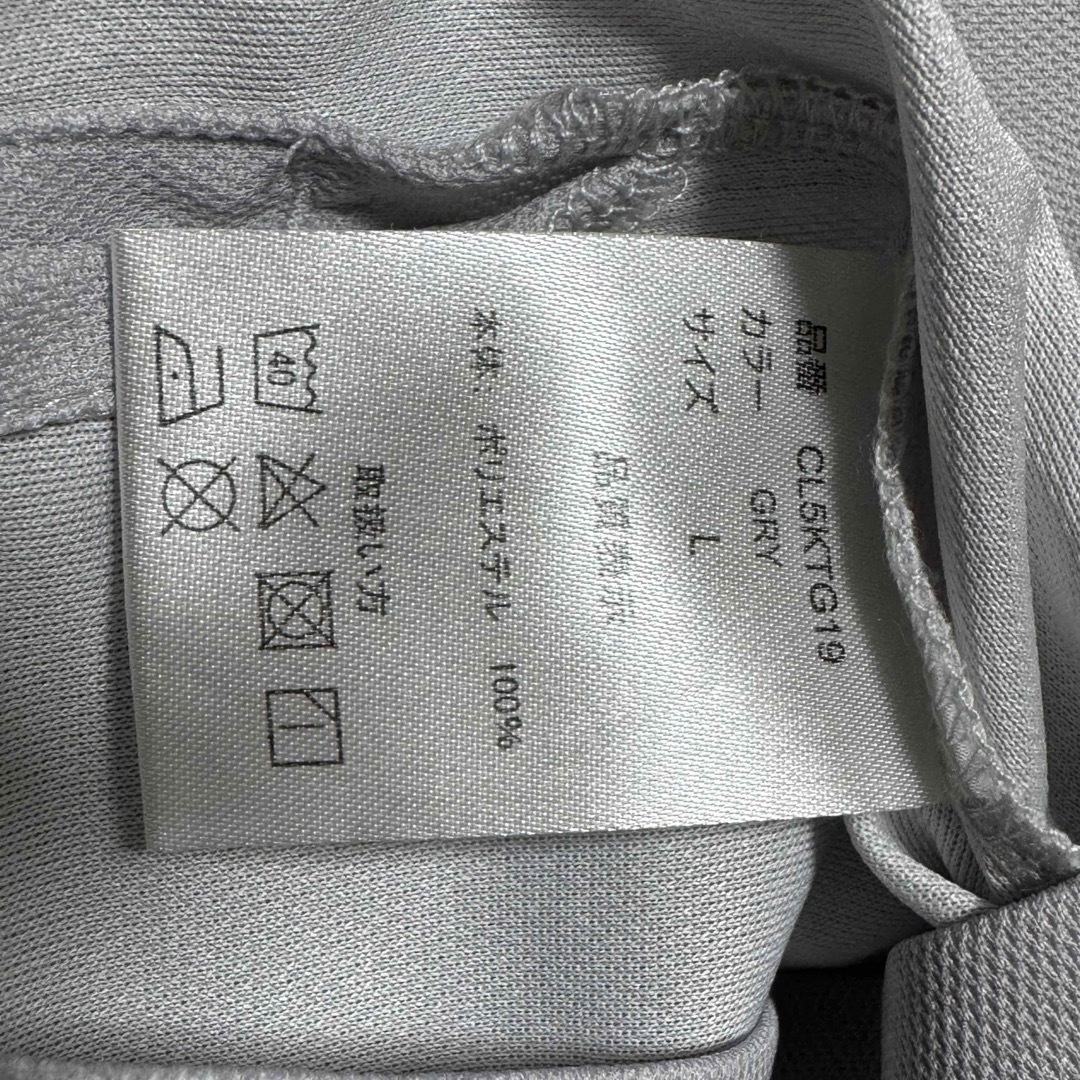 品番 CL5KTG19
カラー GRY
サイズ L
品質表示
本体、ポリエステル 100%
取扱い方
40